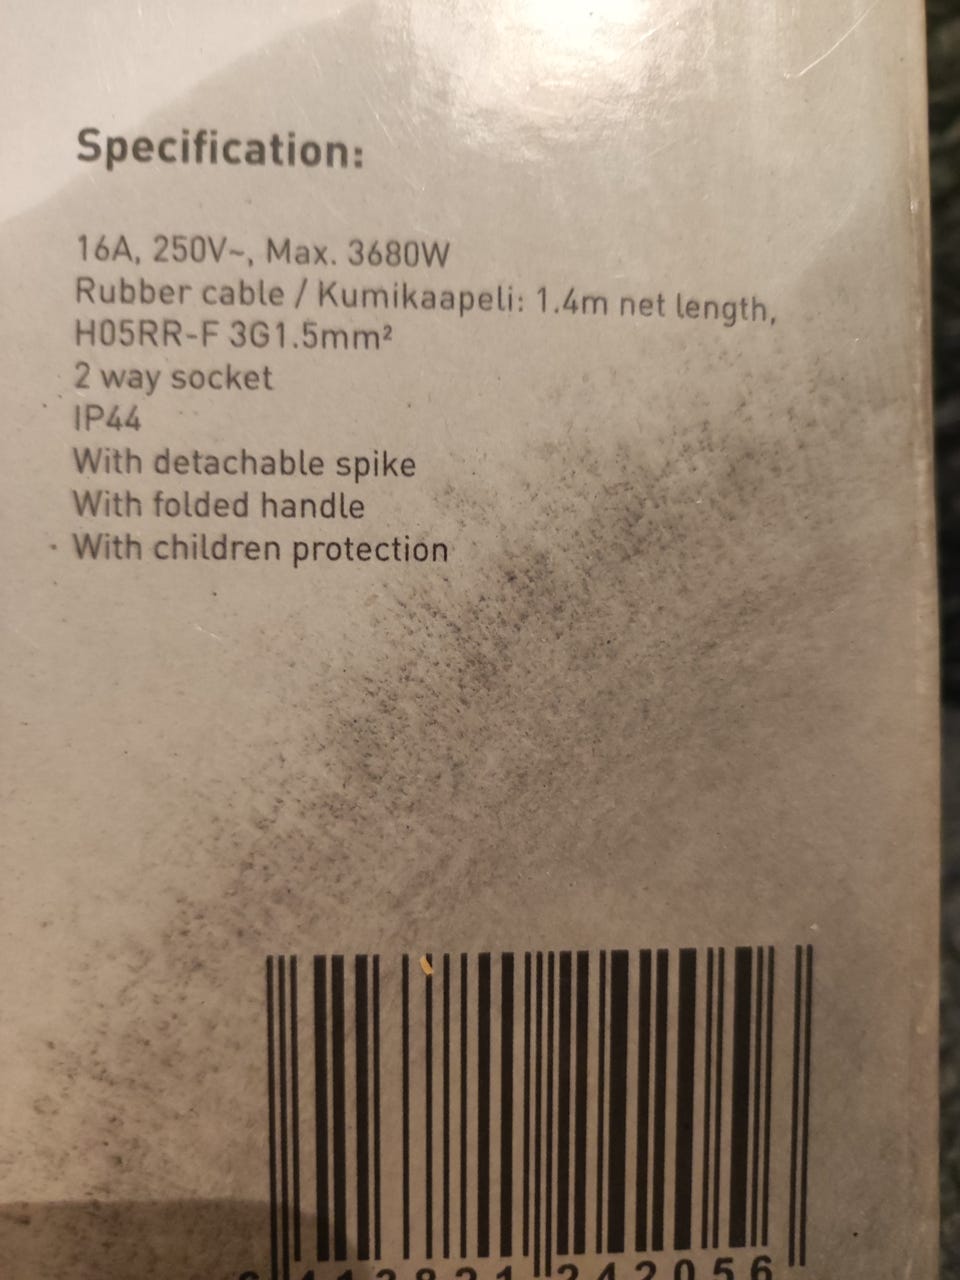 Specification:
16A, 250V~, Max. 3680W
Rubber cable / Kumikaapeli: 1.4m net length,
H05RR-F 3G1.5mm²
2 way socket
IP44
With detachable spike
With folded handle
With children protection